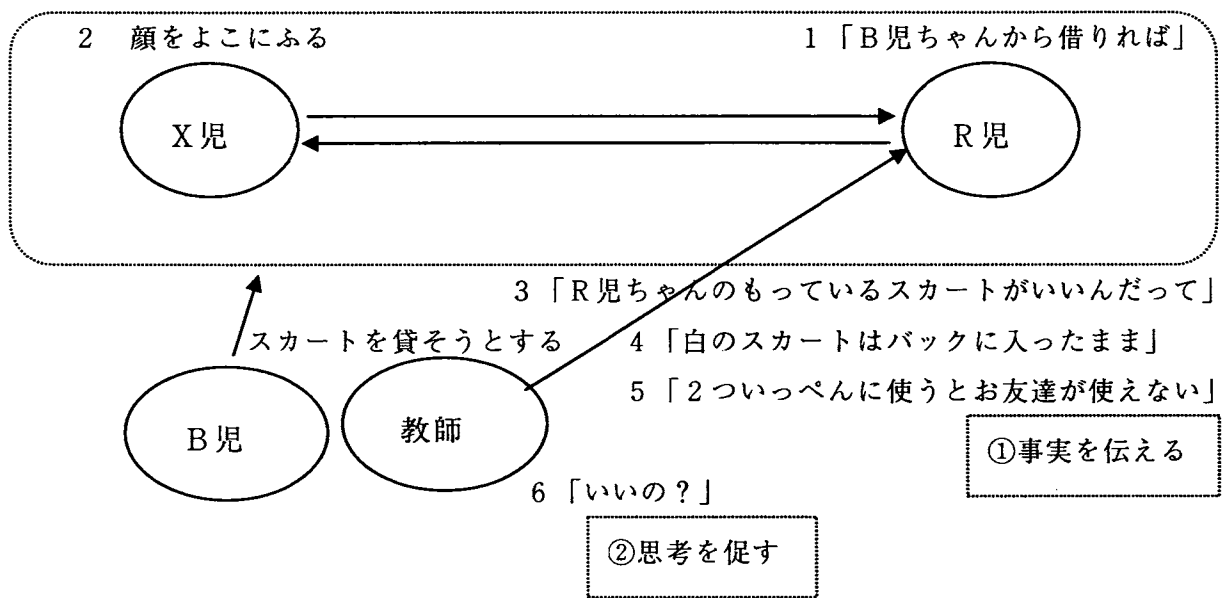 2　顔をよこにふる
1「B児ちゃんから借りれば」
X児
R児
3「R児ちゃんのもっているスカートがいいんだって」
スカートを貸そうとする
4「白のスカートはバックに入ったまま」
5「2ついっぺんに使うとお友達が使えない」
B児
教師
①事実を伝える
6「いいの？」
②思考を促す